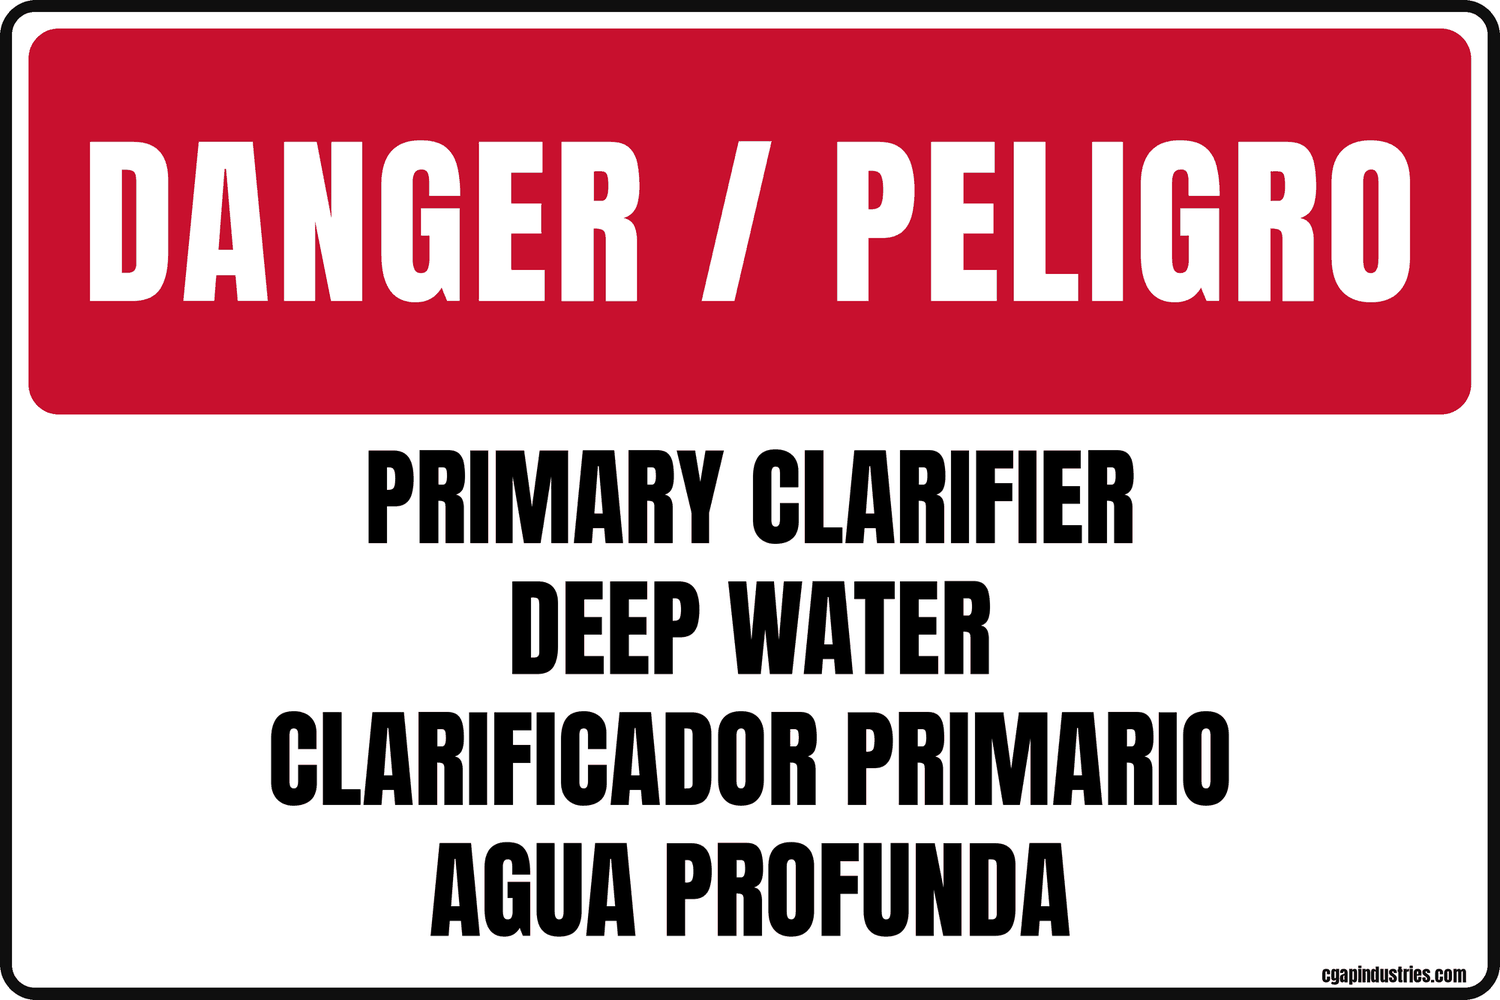 DANGER / PELIGRO
PRIMARY CLARIFIER
DEEP WATER
CLARIFICADOR PRIMARIO
AGUA PROFUNDA
cgapindustries.com